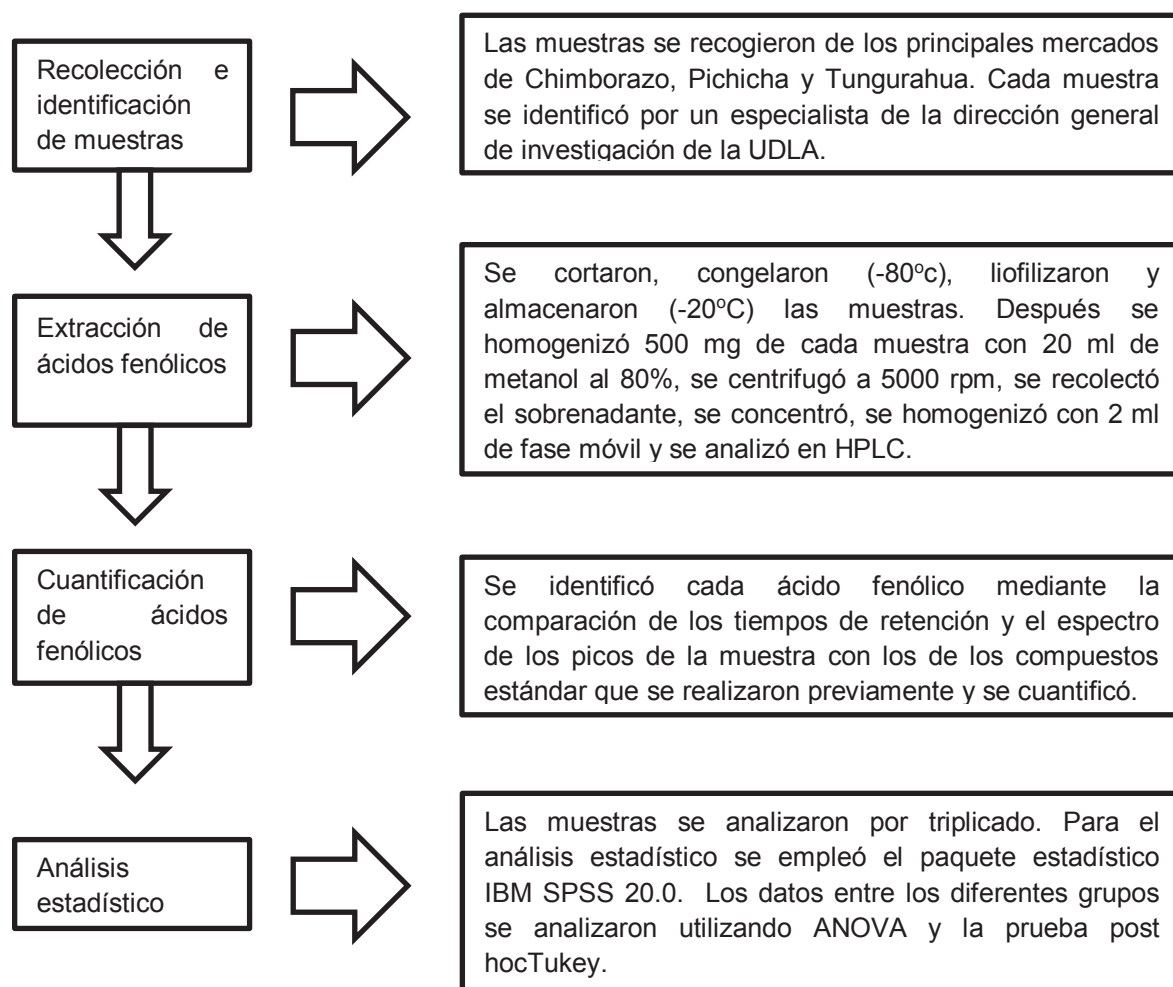 Recolección e
identificación
de muestras
Las muestras se recogieron de los principales mercados
de Chimborazo, Pichicha y Tungurahua. Cada muestra
se identificó por un especialista de la dirección general
de investigación de la UDLA.
Extracción de
ácidos fenólicos
Se cortaron, congelaron (-80ºc), liofilizaron y
almacenaron (-20ºC) las muestras. Después se
homogenizó 500 mg de cada muestra con 20 ml de
metanol al 80%, se centrifugó a 5000 rpm, se recolectó
el sobrenadante, se concentró, se homogenizó con 2 ml
de fase móvil y se analizó en HPLC.
Cuantificación
de ácidos
fenólicos
Se identificó cada ácido fenólico mediante la
comparación de los tiempos de retención y el espectro
de los picos de la muestra con los de los compuestos
estándar que se realizaron previamente y se cuantificó.
Análisis
estadístico
Las muestras se analizaron por triplicado. Para el
análisis estadístico se empleó el paquete estadístico
IBM SPSS 20.0. Los datos entre los diferentes grupos
se analizaron utilizando ANOVA y la prueba post
hocTukey.